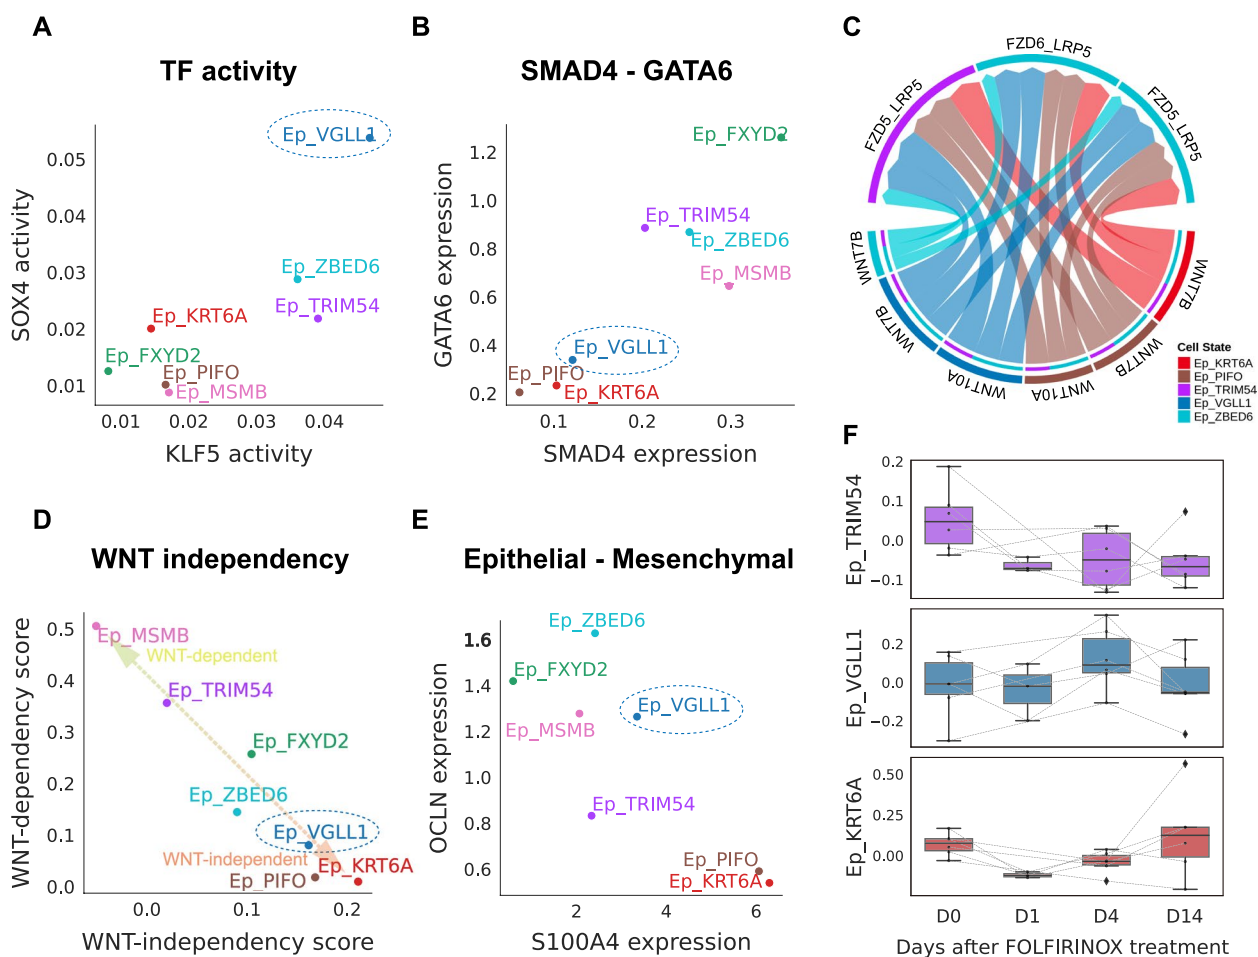 A
TF activity
SOX4 activity
0.05
0.04
0.03
0.02
0.01
Ep_VGLL1
Ep_ZBED6
Ep_TRIM54
Ep_KRT6A
Ep_FXYD2
Ep_PIFO
Ep_MSMB
0.01
0.02
0.03
0.04
KLF5 activity
B
SMAD4 - GATA6
GATA6 expression
1.2
1.0
0.8
0.6
0.4
0.2
Ep_FXYD2
Ep_TRIM54
Ep_ZBED6
Ep_MSMB
Ep_VGLL1
Ep_PIFO
Ep_KRT6A
0.1
0.2
0.3
SMAD4 expression
C
FZD6_LRP5
FZD5_LRP5
FZD5_LRP5
WNT7B
WNT7B
WNT7B
WNT10A
WNT10A
WNT7B
Cell State
Ep_KRT6A
Ep_PIFO
Ep_TRIM54
Ep_VGLL1
Ep_ZBED6
D
WNT independency
WNT-dependency score
0.5
0.4
0.3
0.2
0.1
0.0
Ep_MSMB
WNT-dependent
Ep_TRIM54
Ep_FXYD2
Ep_ZBED6
Ep_VGLL1
WNT-independent
Ep_KRT6A
Ep_PIFO
0.0
0.1
0.2
WNT-independency score
E
Epithelial - Mesenchymal
OCLN expression
1.6
1.4
1.2
1.0
0.8
0.6
Ep_ZBED6
Ep_FXYD2
Ep_VGLL1
Ep_MSMB
Ep_TRIM54
Ep_PIFO
Ep_KRT6A
2
4
6
S100A4 expression
F
Ep_TRIM54
0.2
0.1
0.0
−0.1
Ep_VGLL1
0.2
0.0
−0.2
Ep_KRT6A
0.50
0.00
D0
D1
D4
D14
Days after FOLFIRINOX treatment